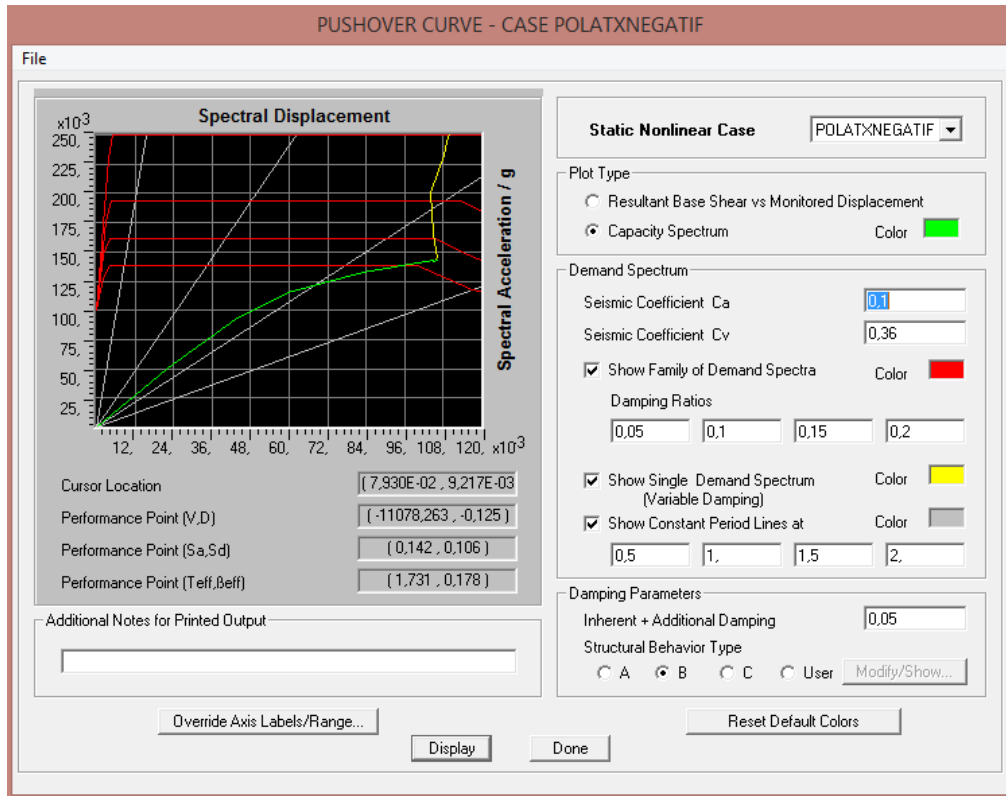 PUSHOVER CURVE - CASE POLATXNEGATIF
File
Spectral Displacement
x10 3
250,
225,
200,
175,
150,
125,
100,
75,
50,
25,
Spectral Acceleration / g
12, 24, 36, 48, 60, 72, 84, 96, 108, 120, x10 3
Cursor Location ( 7,930E-02 , 9,217E-03
Performance Point (V,D) ( -11078,263 , -0,125 )
Performance Point (Sa,Sd) ( 0,142 , 0,106 )
Performance Point (Teff,ßeff) ( 1,731 , 0,178 )
Additional Notes for Printed Output
Override Axis Labels/Range...
Static Nonlinear Case POLATXNEGATIF
Plot Type
Resultant Base Shear vs Monitored Displacement
Capacity Spectrum Color
Demand Spectrum
Seismic Coefficient Ca 0,1
Seismic Coefficient Cv 0,36
Show Family of Demand Spectra Color
Damping Ratios
0,05 0,1 0,15 0,2
Show Single Demand Spectrum Color
(Variable Damping)
Show Constant Period Lines at Color
0,5 1, 1,5 2,
Damping Parameters
Inherent + Additional Damping 0,05
Structural Behavior Type
A B C User Modify/Show...
Reset Default Colors
Display Done